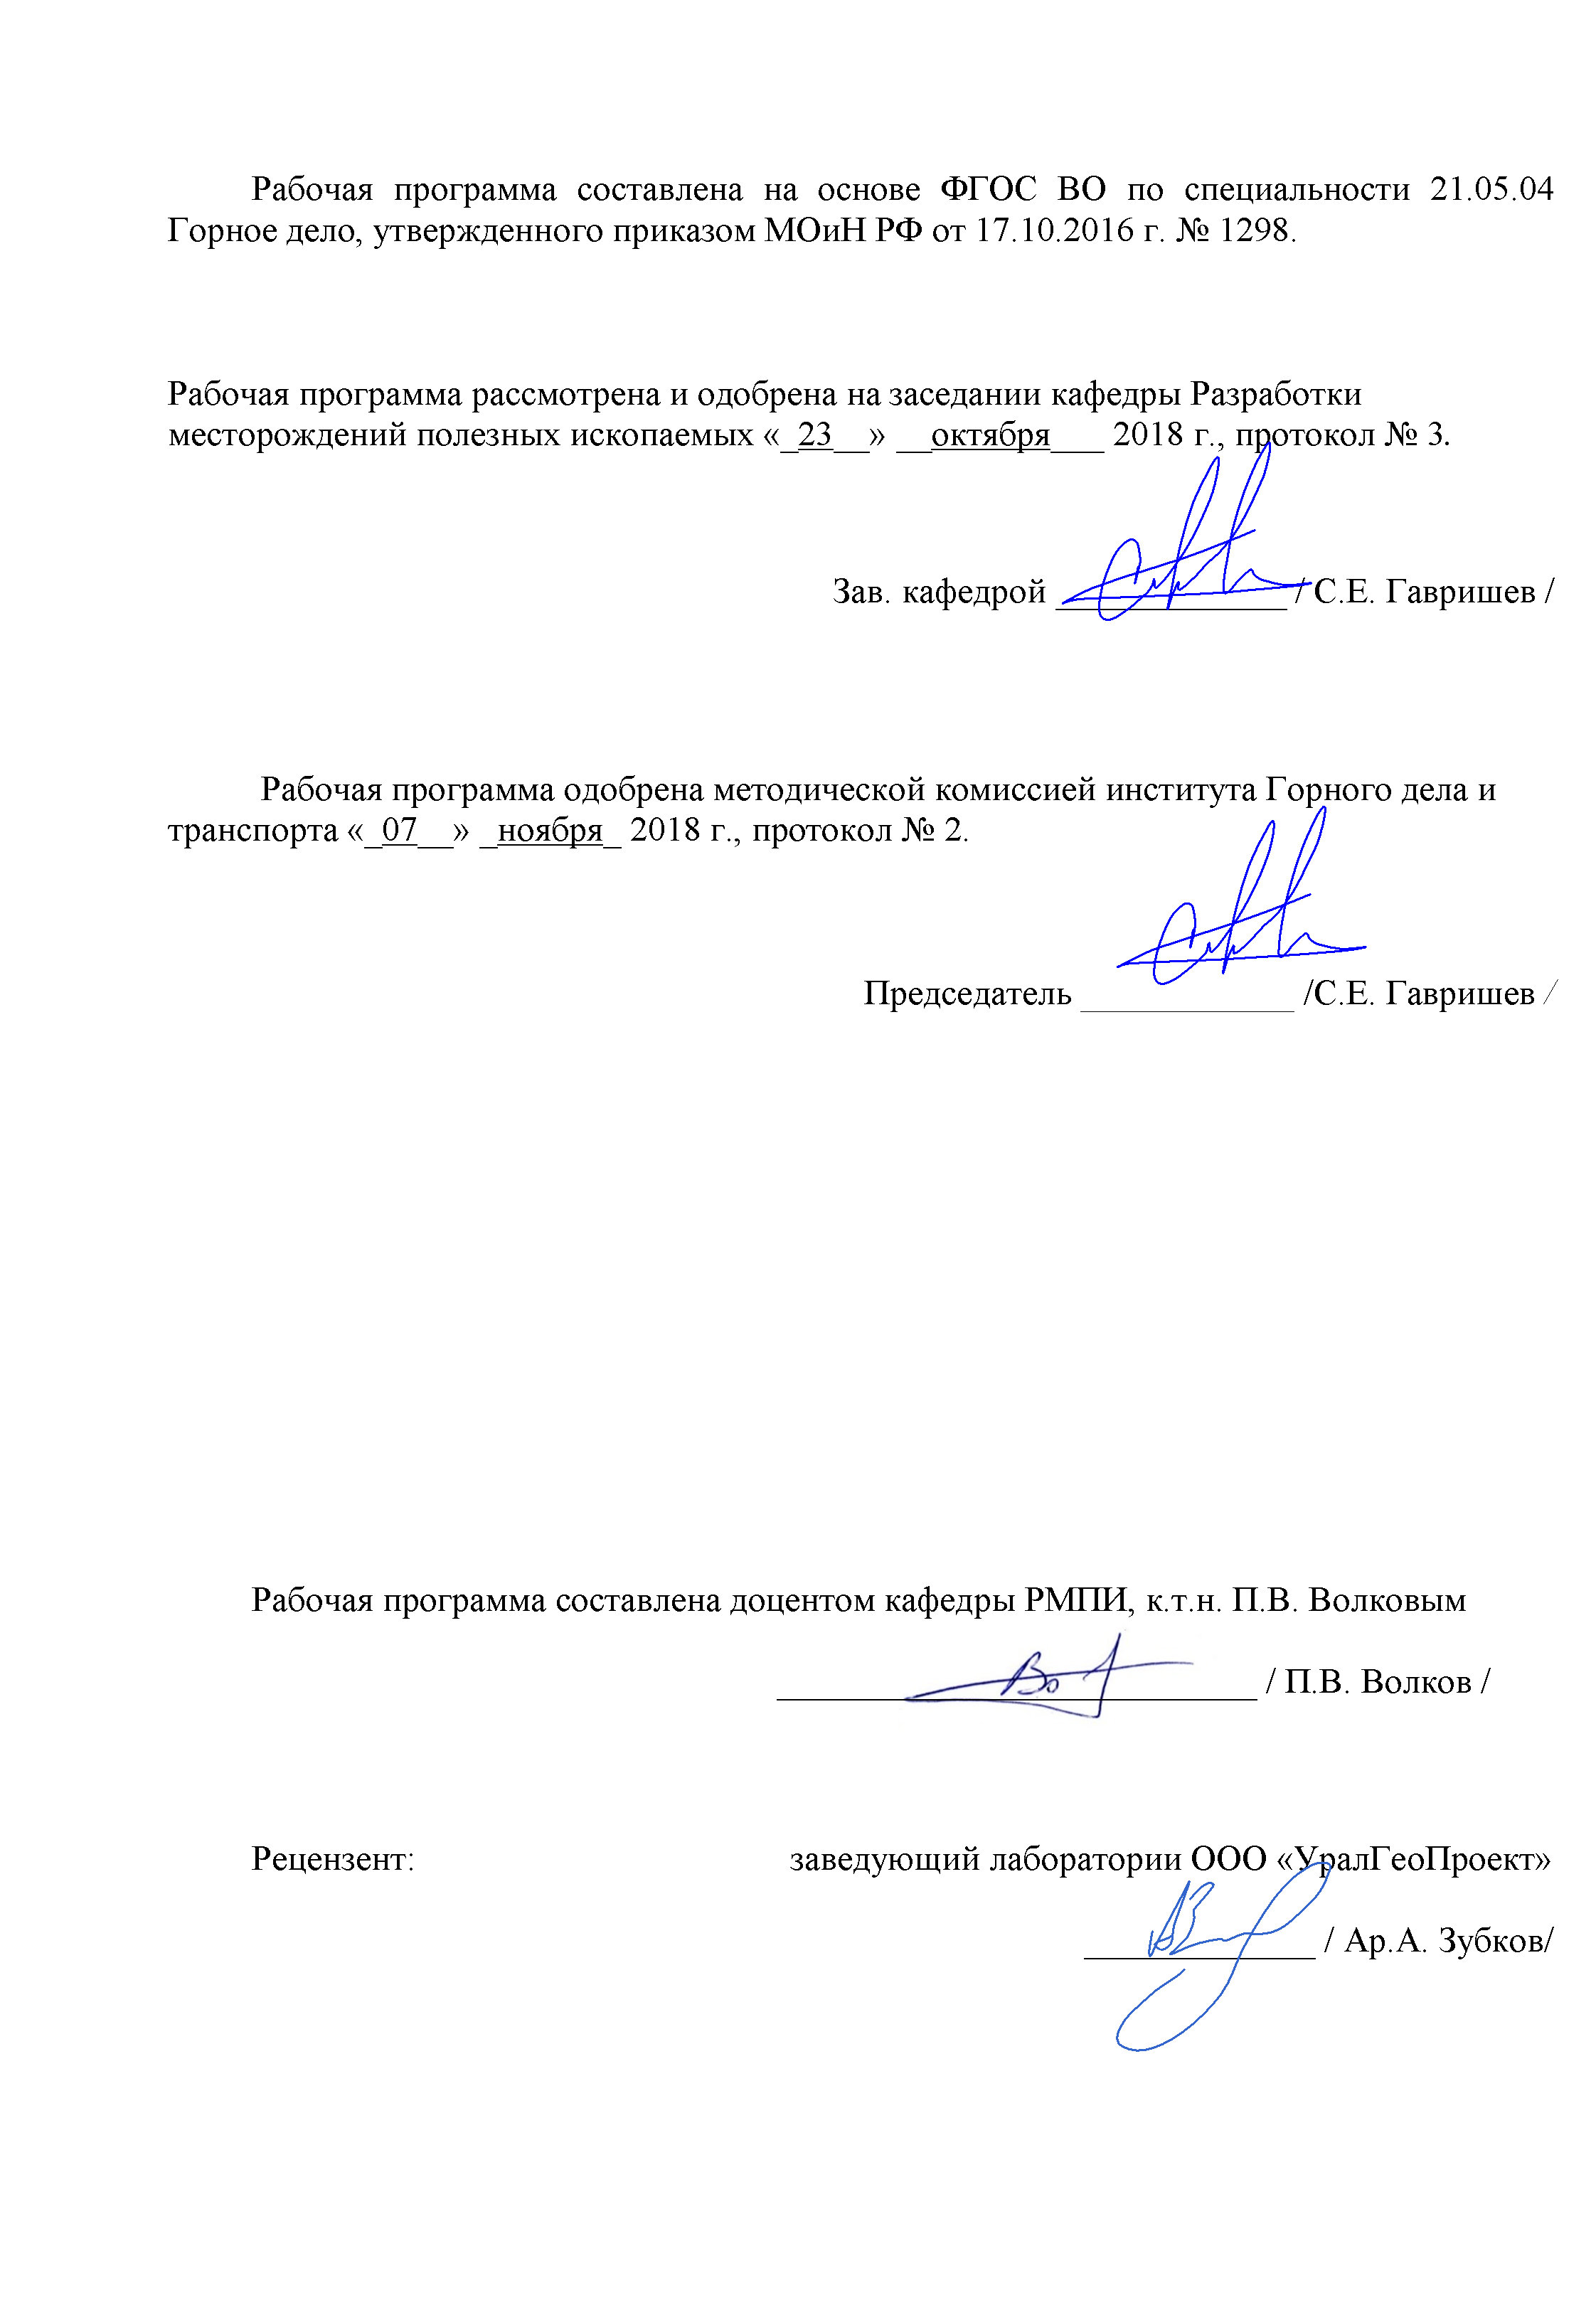 Рабочая программа составлена на основе ФГОС ВО по специальности 21.05.04
Горное дело, утвержденного приказом МОиН РФ от 17.10.2016 г. № 1298.
Рабочая программа рассмотрена и одобрена на заседании кафедры Разработки
месторождений полезных ископаемых «_23__» __октября___ 2018 г., протокол № 3.
Зав. кафедрой _____________ / С.Е. Гавришев /
Рабочая программа одобрена методической комиссией института Горного дела и
транспорта «_07__» _ноября_ 2018 г., протокол № 2.
Председатель ____________ /С.Е. Гавришев /
Рабочая программа составлена доцентом кафедры РМПИ, к.т.н. П.В. Волковым
___________________________ / П.В. Волков /
Рецензент: заведующий лаборатории ООО «УралГеоПроект»
_____________ / Ар.А. Зубков/